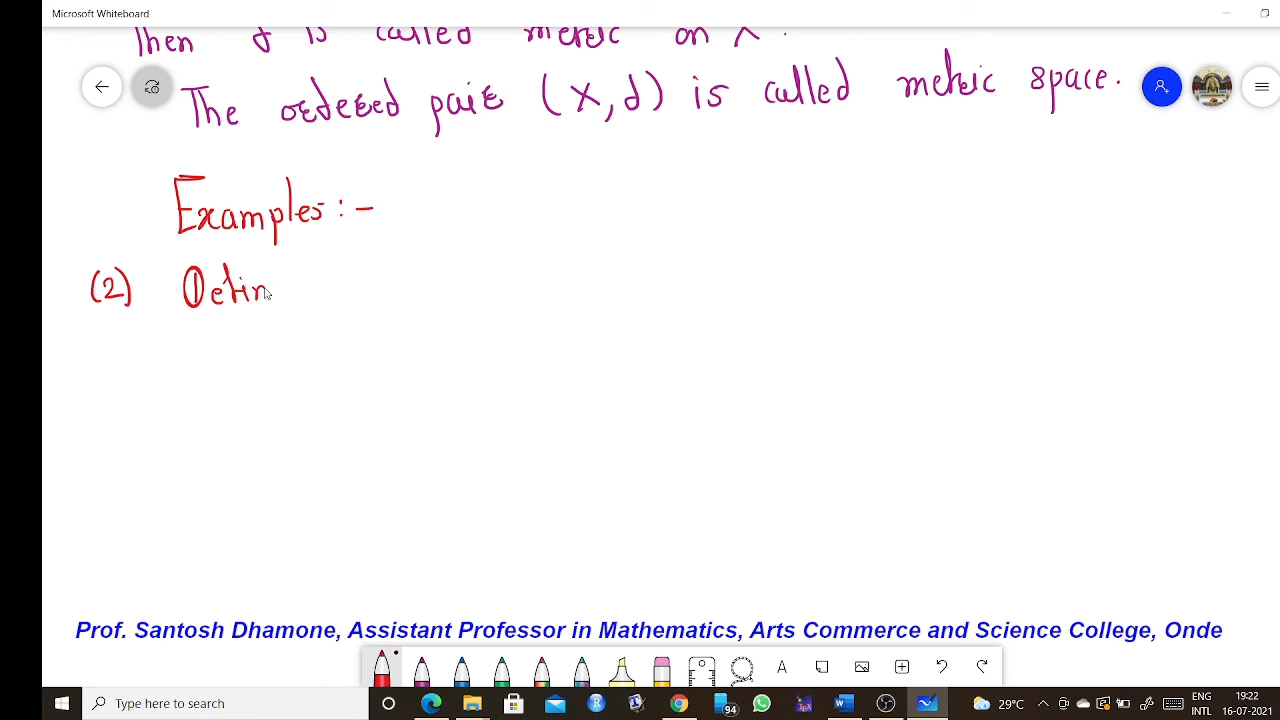 Microsoft Whiteboard
Then d is called metric on X.
The ordered pair (X,d) is called metric space.
Examples:-
(2) Defin
Prof. Santosh Dhamone, Assistant Professor in Mathematics, Arts Commerce and Science College, Onde
A
Type here to search
94
29°C
ENG
INTL
19:22
16-07-2021